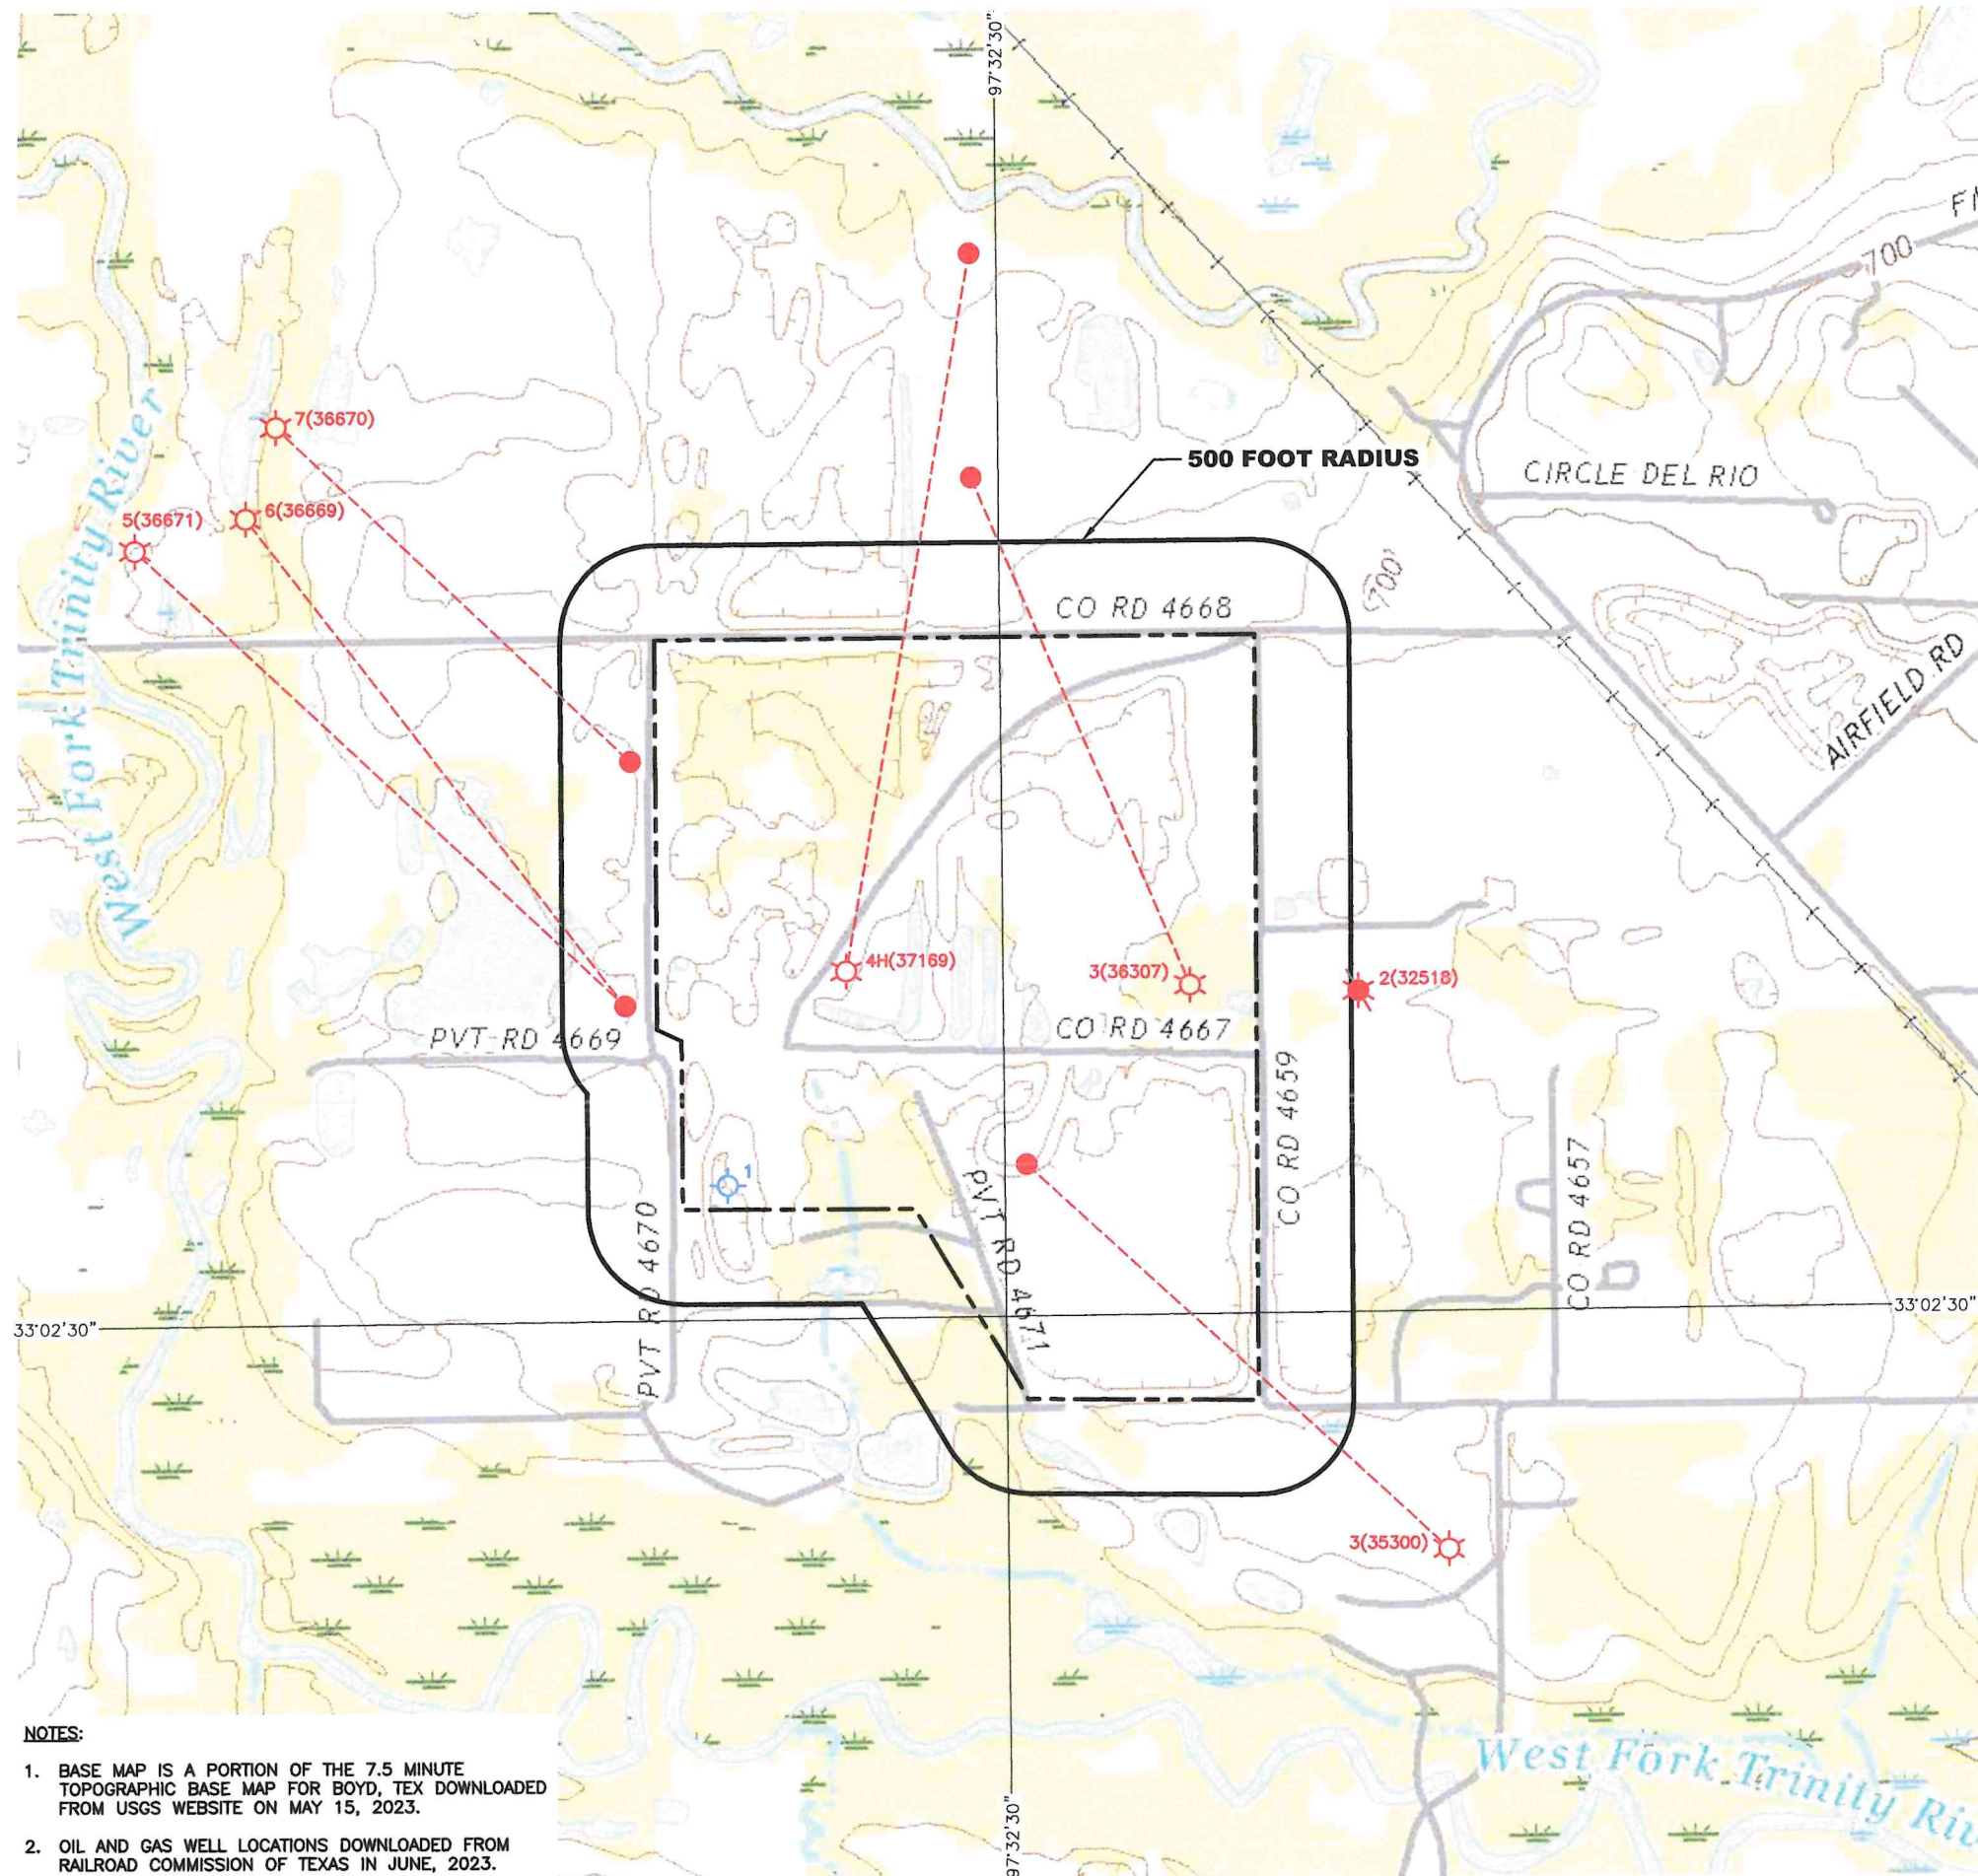 97°32'30"
FM
700
West Fork Trinity River
7(36670)
500 FOOT RADIUS
CIRCLE DEL RIO
6(36669)
5(36671)
700
CO RD 4668
AIRFIELD RD
4H(37169)
3(36307)
2(32518)
PVT RD 4669
CO RD 4667
CO RD 4659
1
PVT RD 4670
PVT RD 4671
CO RD 4657
33°02'30"
33°02'30"
3(35300)
West Fork Trinity Riv
97°32'30"
NOTES:
1. BASE MAP IS A PORTION OF THE 7.5 MINUTE
TOPOGRAPHIC BASE MAP FOR BOYD, TEX DOWNLOADED
FROM USGS WEBSITE ON MAY 15, 2023.
2. OIL AND GAS WELL LOCATIONS DOWNLOADED FROM
RAILROAD COMMISSION OF TEXAS IN JUNE, 2023.